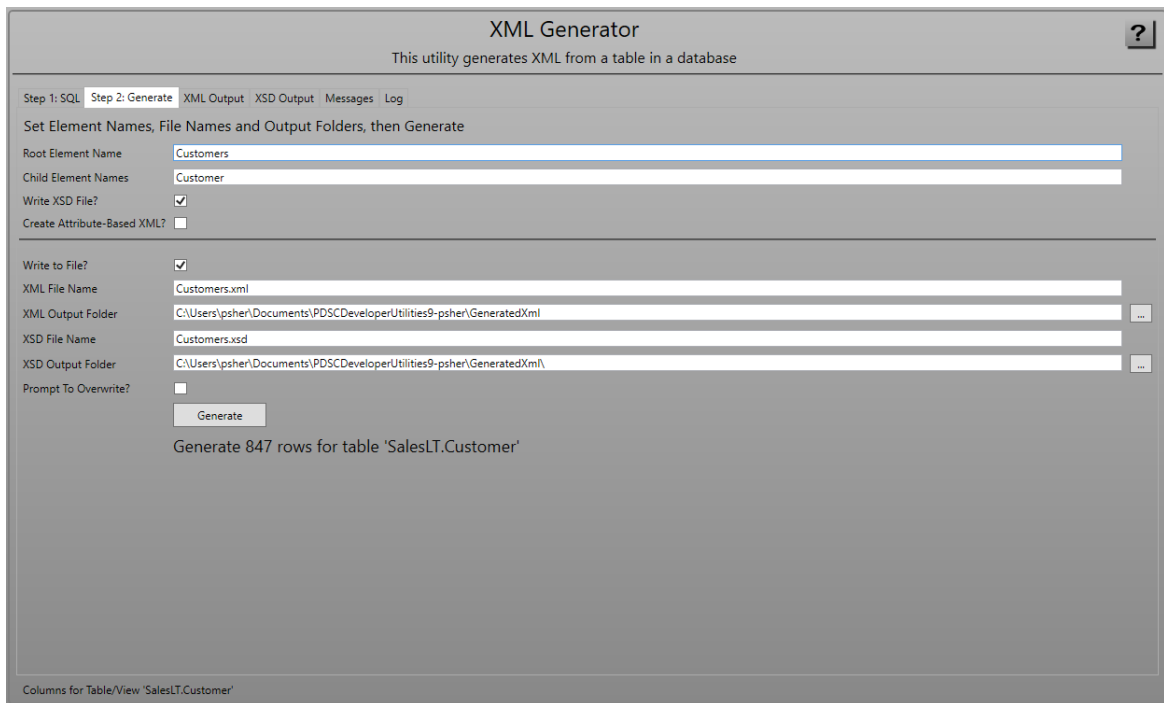 XML Generator
?
This utility generates XML from a table in a database
Step 1: SQL Step 2: Generate XML Output XSD Output Messages Log
Set Element Names, File Names and Output Folders, then Generate
Root Element Name Customers
Child Element Names Customer
Write XSD File?
Create Attribute-Based XML?
Write to File?
XML File Name Customers.xml
XML Output Folder C:\Users\psher\Documents\PDSCDeveloperUtilities9-psher\GeneratedXml ...
XSD File Name Customers.xsd
XSD Output Folder C:\Users\psher\Documents\PDSCDeveloperUtilities9-psher\GeneratedXml\ ...
Prompt To Overwrite?
Generate
Generate 847 rows for table 'SalesLT.Customer'
Columns for Table/View 'SalesLT.Customer'